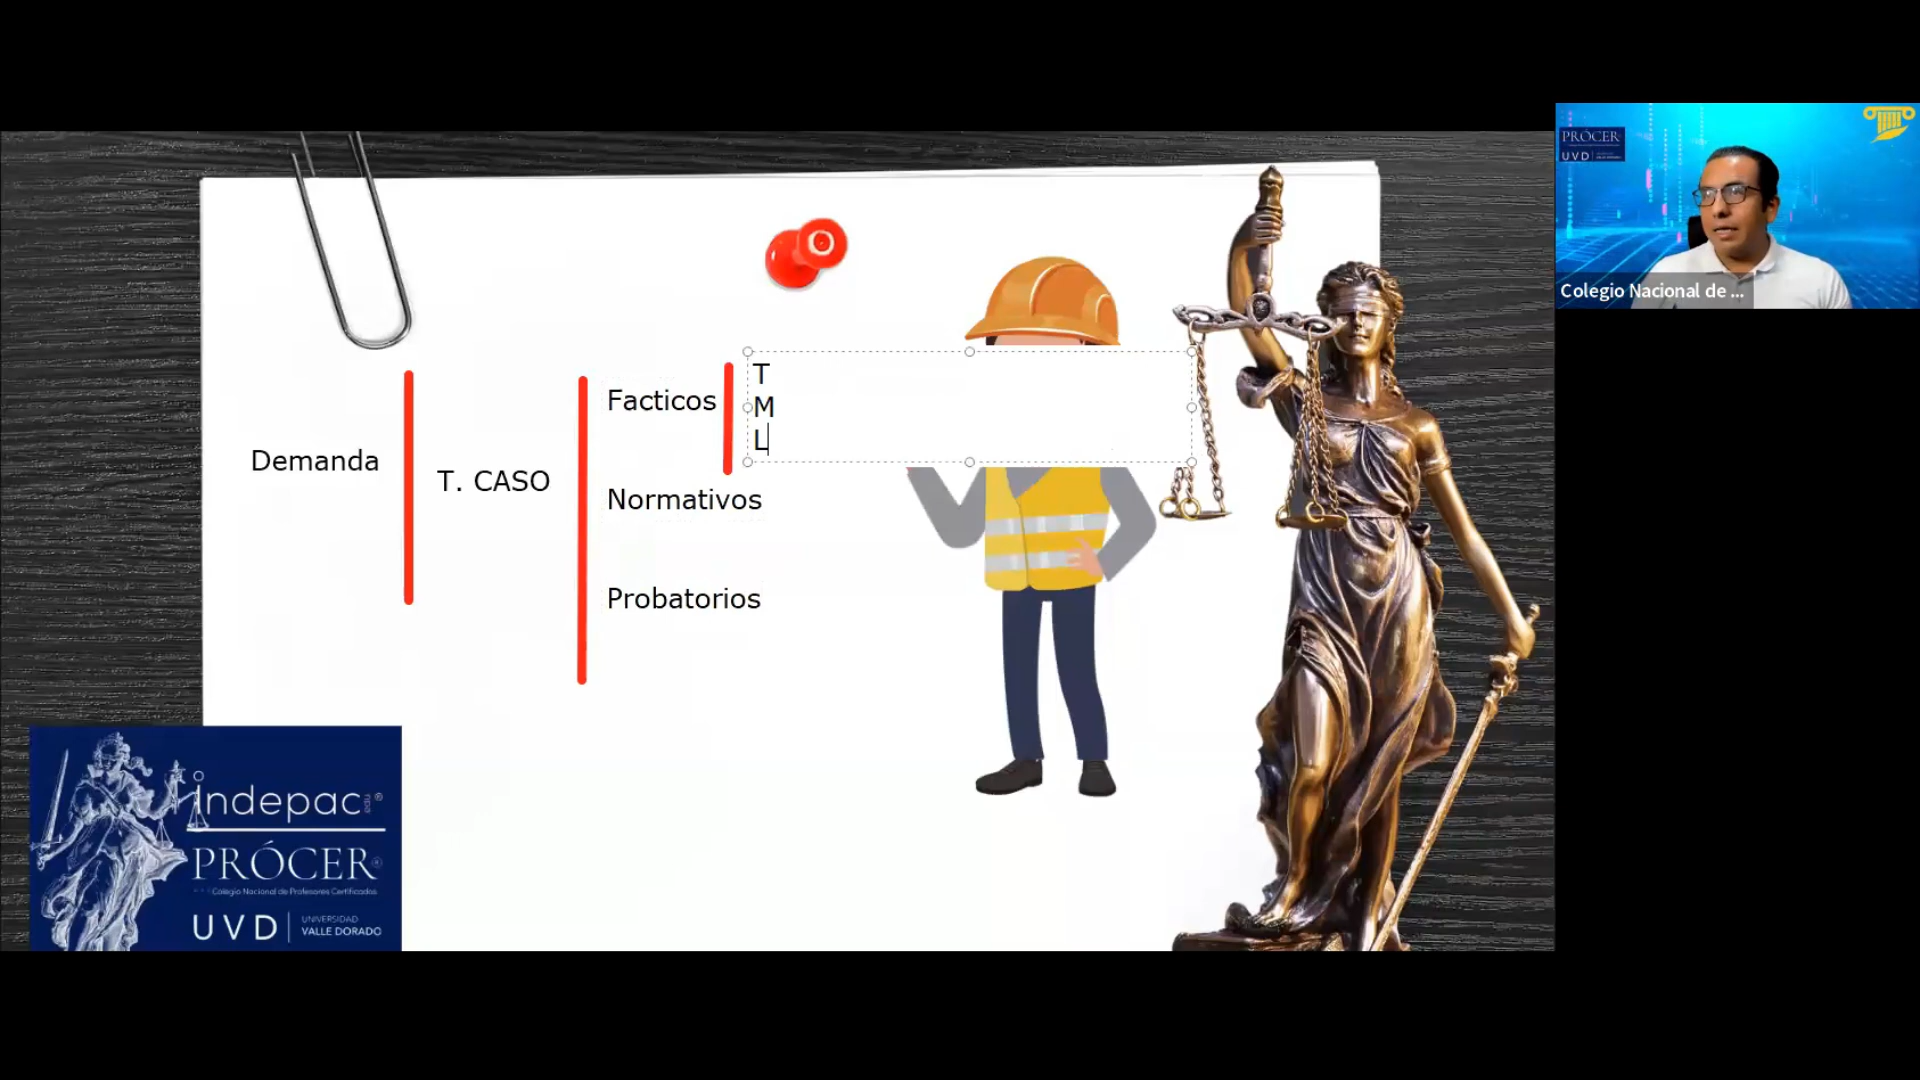 Demanda
T. CASO
Facticos
T
M
L
Normativos
Probatorios
indepac
PRÓCER
Colegio Nacional de Profesores Certificados
UVD
UNIVERSIDAD
VALLE DORADO
PRÓCER
UVD
Colegio Nacional de ...